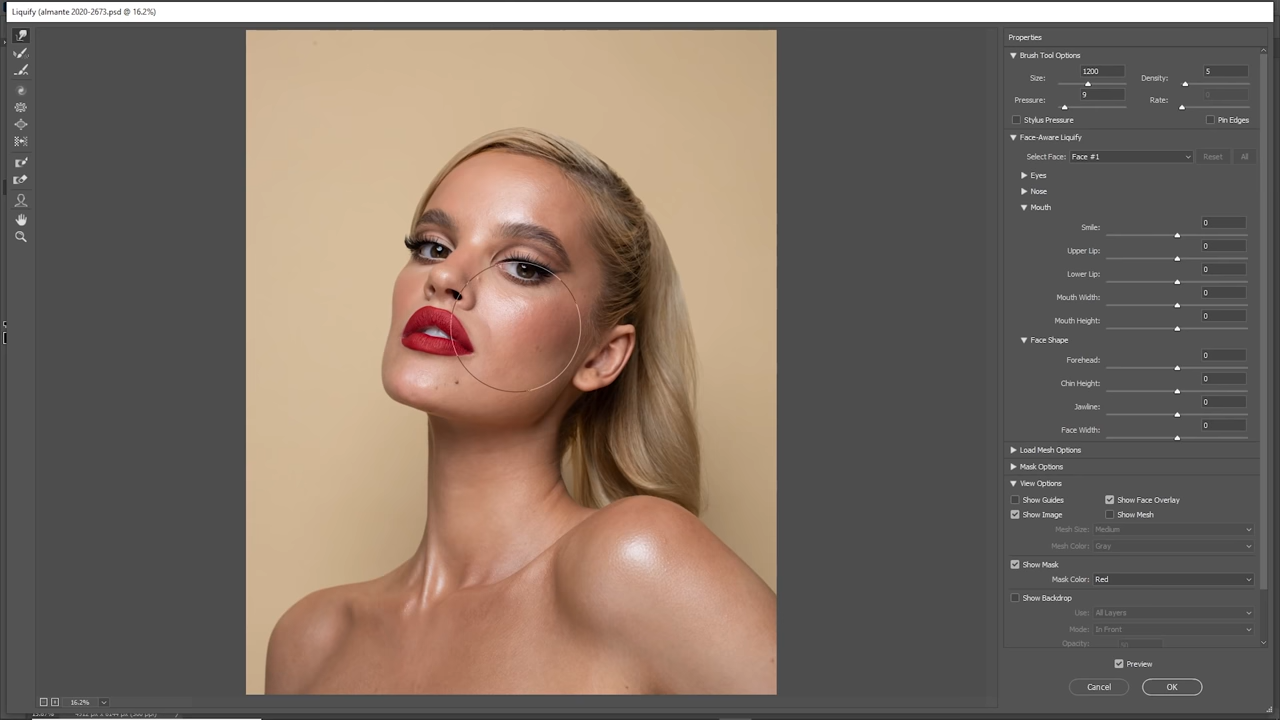 Liquify (almante 2020-2673.psd @ 16.2%)
Properties
Brush Tool Options
Size: 1200 Density: 5
Pressure: 9 Rate: 0
Stylus Pressure Pin Edges
Face-Aware Liquify
Select Face: Face #1 Reset All
Eyes
Nose
Mouth
Smile: 0
Upper Lip: 0
Lower Lip: 0
Mouth Width: 0
Mouth Height: 0
Face Shape
Forehead: 0
Chin Height: 0
Jawline: 0
Face Width: 0
Load Mesh Options
Mask Options
View Options
Show Guides Show Face Overlay
Show Image Show Mesh
Mesh Size: Medium
Mesh Color: Gray
Show Mask
Mask Color: Red
Show Backdrop
Use: All Layers
Mode: In Front
Opacity:
Preview
Cancel OK
16.2%